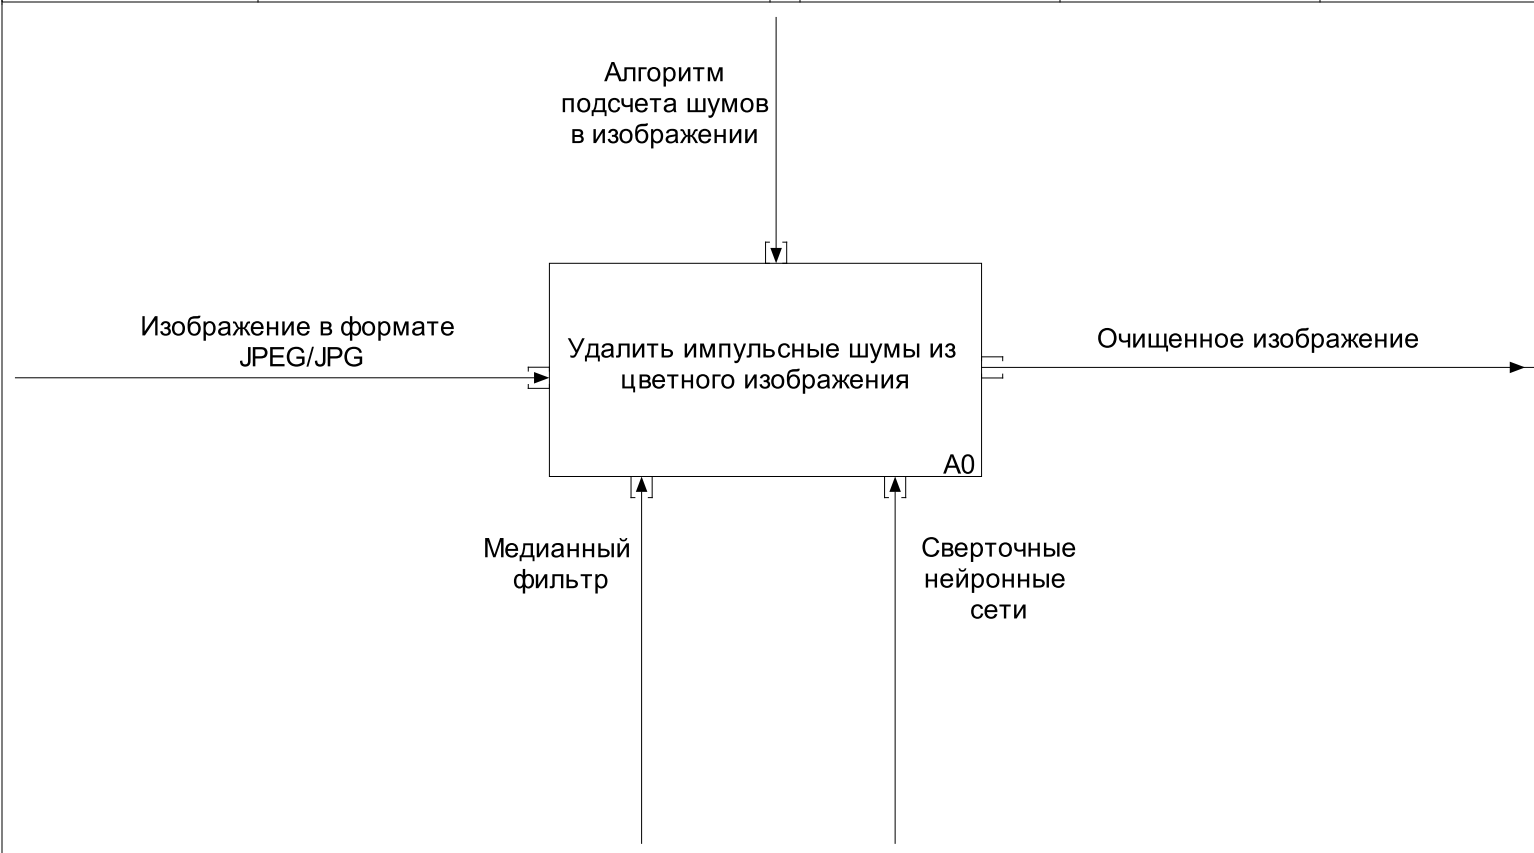 Алгоритм
подсчета шумов
в изображении
Изображение в формате
JPEG/JPG
Удалить импульсные шумы из
цветного изображения
A0
Очищенное изображение
Медианный
фильтр
Сверточные
нейронные
сети